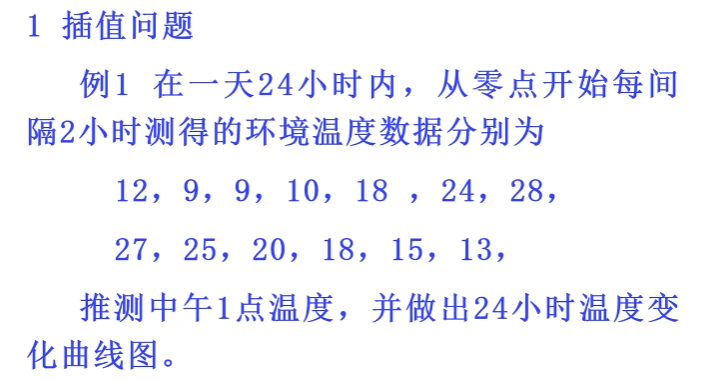 1 插值问题
例1 在一天24小时内，从零点开始每间
隔2小时测得的环境温度数据分别为
12，9，9，10，18 ，24，28，
27，25，20，18，15，13，
推测中午1点温度，并做出24小时温度变
化曲线图。